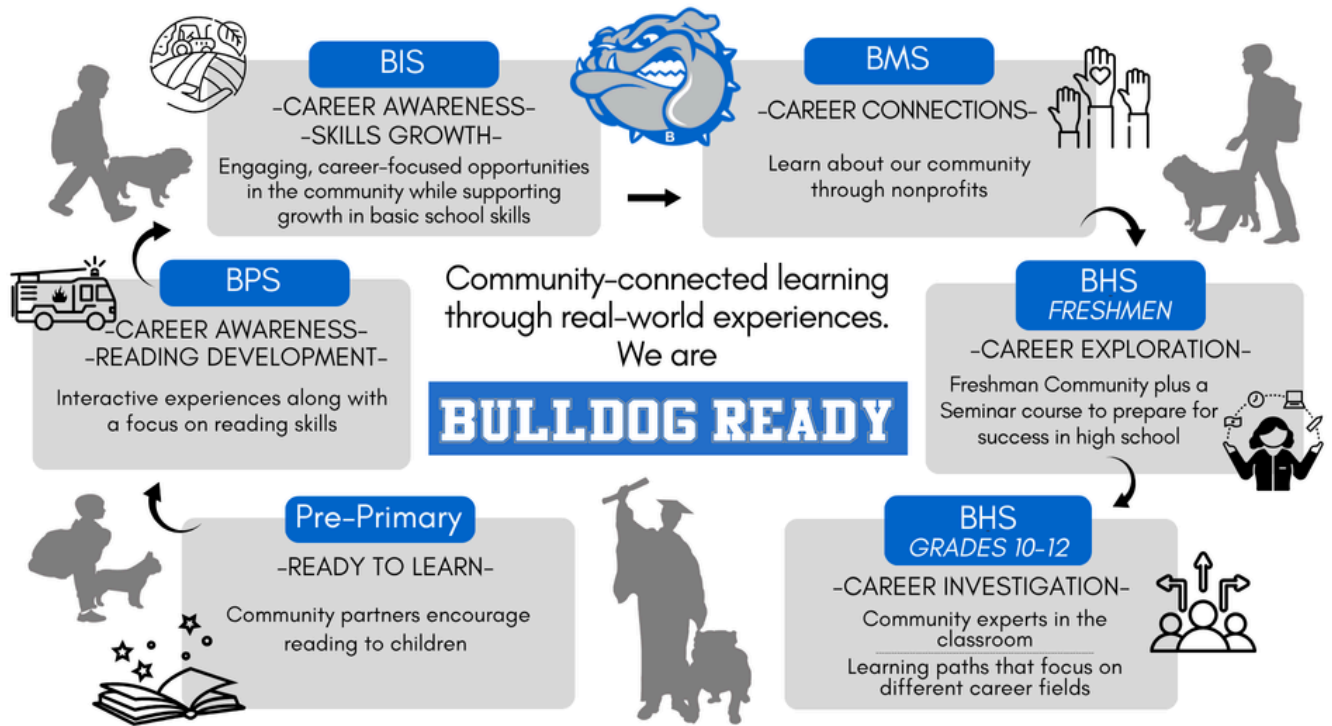 BIS
-CAREER AWARENESS-
-SKILLS GROWTH-
Engaging, career-focused opportunities
in the community while supporting
growth in basic school skills
B
BMS
-CAREER CONNECTIONS-
Learn about our community
through nonprofits
BPS
-CAREER AWARENESS-
-READING DEVELOPMENT-
Interactive experiences along with
a focus on reading skills
Community-connected learning
through real-world experiences.
We are
BULLDOG READY
BHS
FRESHMEN
-CAREER EXPLORATION-
Freshman Community plus a
Seminar course to prepare for
success in high school
Pre-Primary
-READY TO LEARN-
Community partners encourage
reading to children
BHS
GRADES 10-12
-CAREER INVESTIGATION-
Community experts in the
classroom
Learning paths that focus on
different career fields